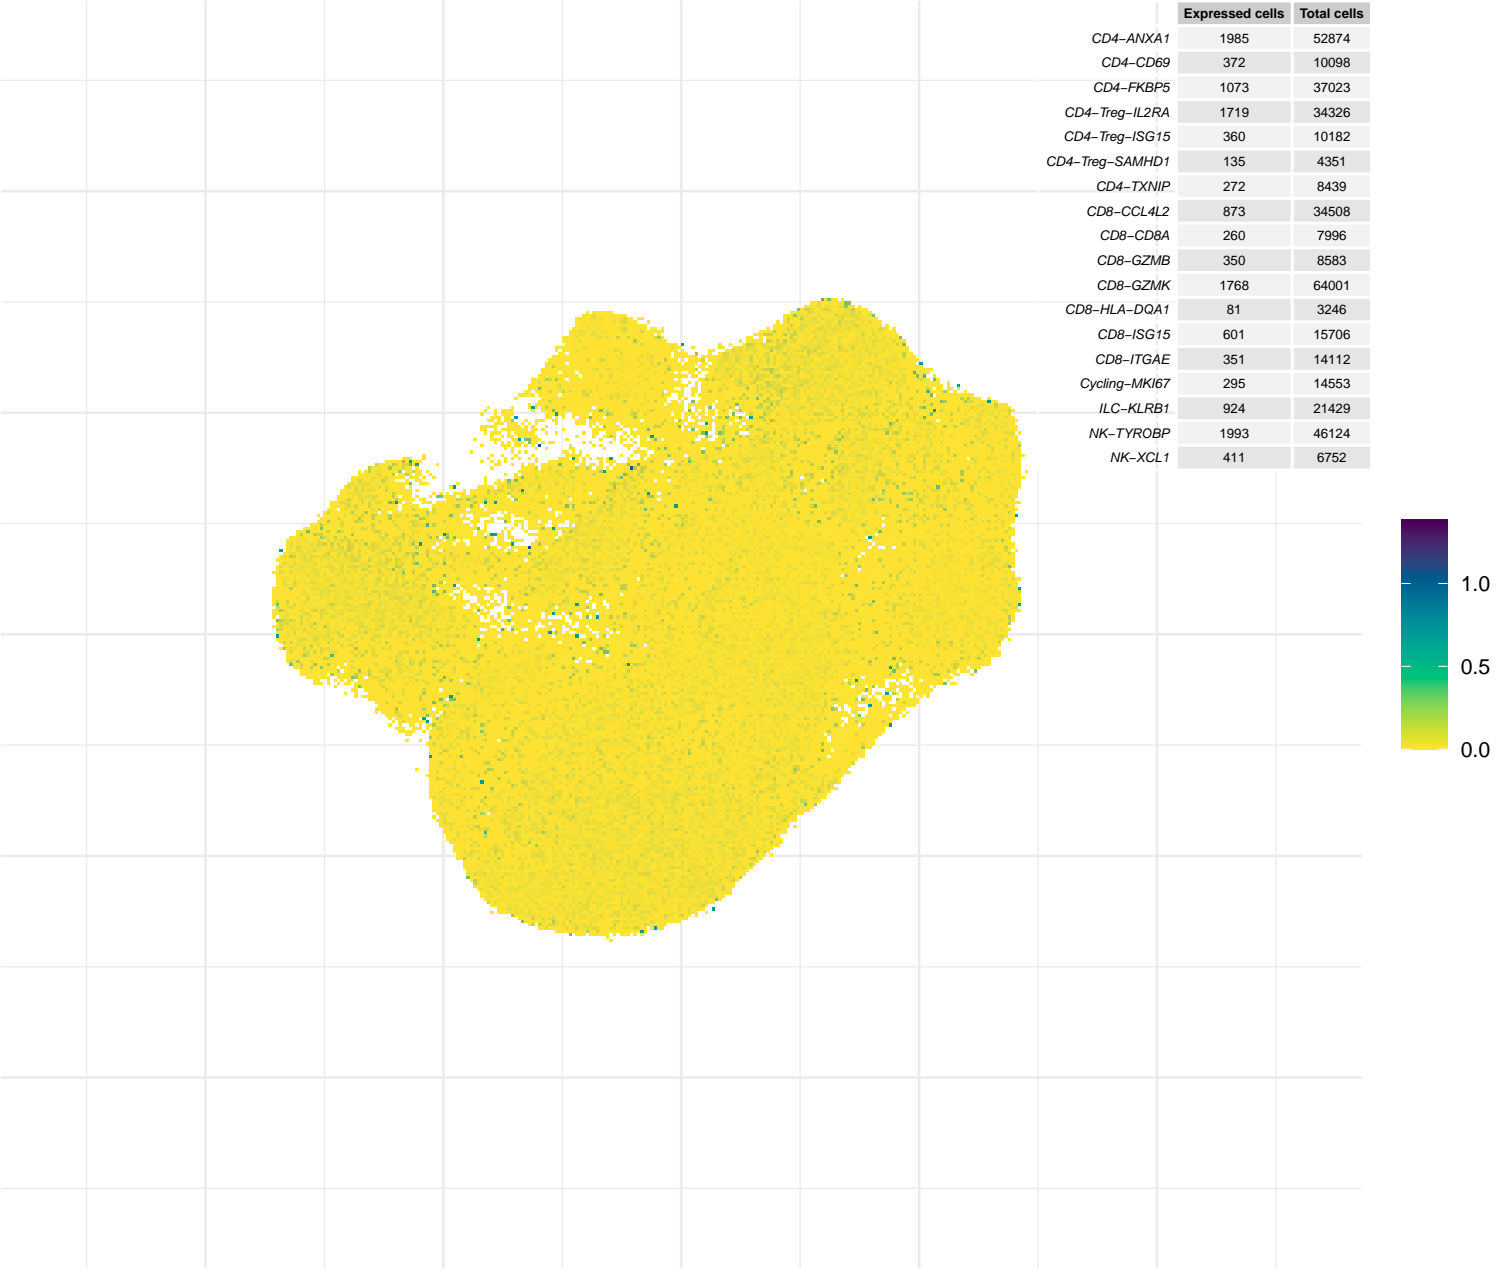 Expressed cells Total cells
CD4−ANXA1 1985 52874
CD4−CD69 372 10098
CD4−FKBP5 1073 37023
CD4−Treg−IL2RA 1719 34326
CD4−Treg−ISG15 360 10182
CD4−Treg−SAMHD1 135 4351
CD4−TXNIP 272 8439
CD8−CCL4L2 873 34508
CD8−CD8A 260 7996
CD8−GZMB 350 8583
CD8−GZMK 1768 64001
CD8−HLA−DQA1 81 3246
CD8−ISG15 601 15706
CD8−ITGAE 351 14112
Cycling−MKI67 295 14553
ILC−KLRB1 924 21429
NK−TYROBP 1993 46124
NK−XCL1 411 6752
1.0
0.5
0.0